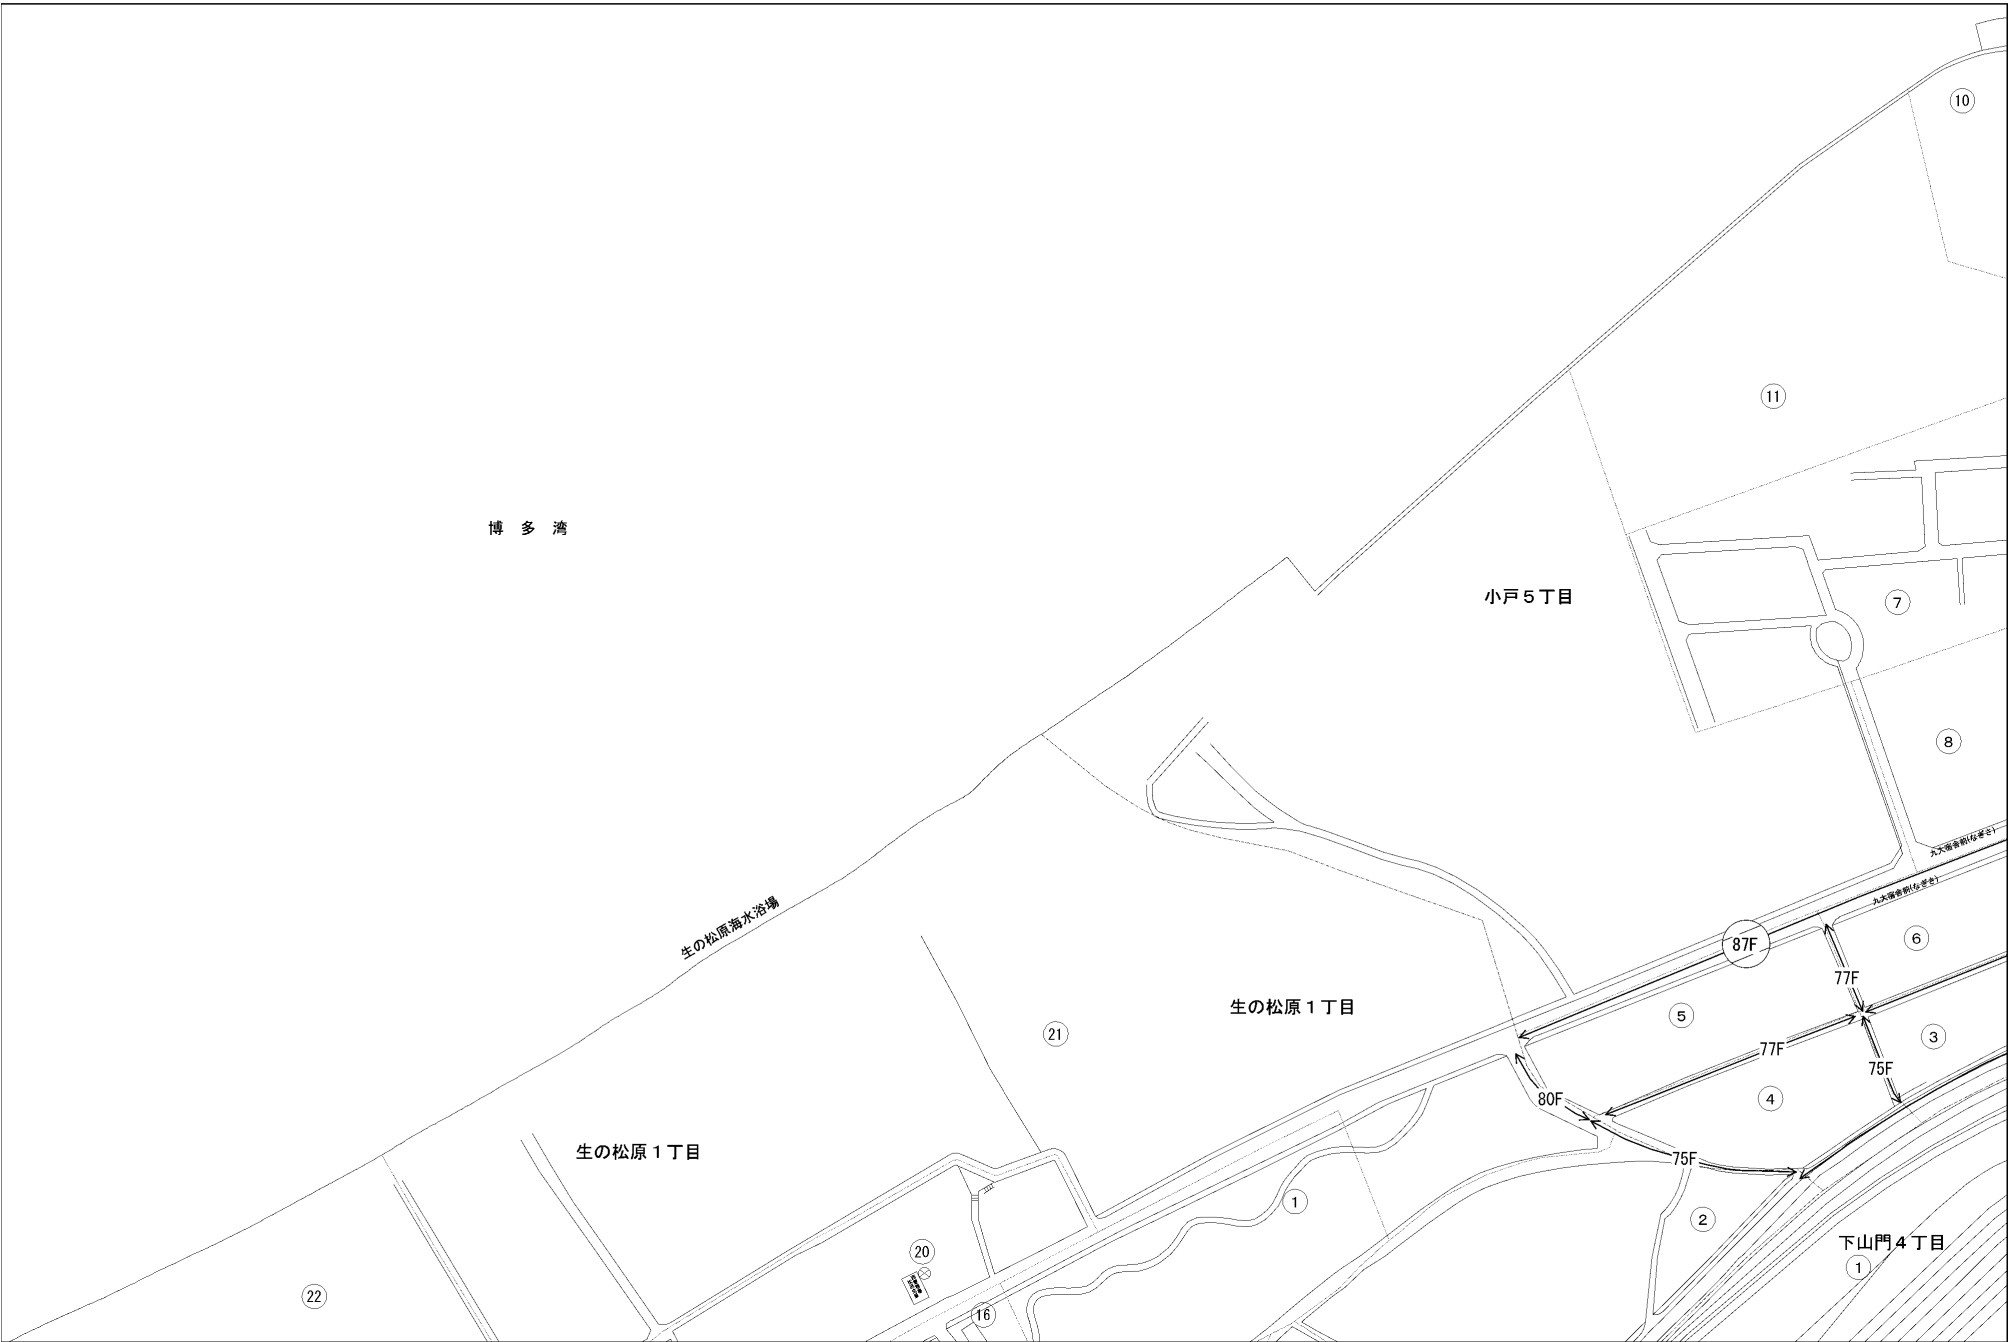 10
11
博 多 湾
小戸５丁目
7
8
九大宿舎前(なぎさ)
九大宿舎前(なぎさ)
生の松原海水浴場
6
87F
77F
生の松原１丁目
5
21
3
77F
75F
80F
4
生の松原１丁目
75F
1
2
下山門４丁目
1
20
22
16